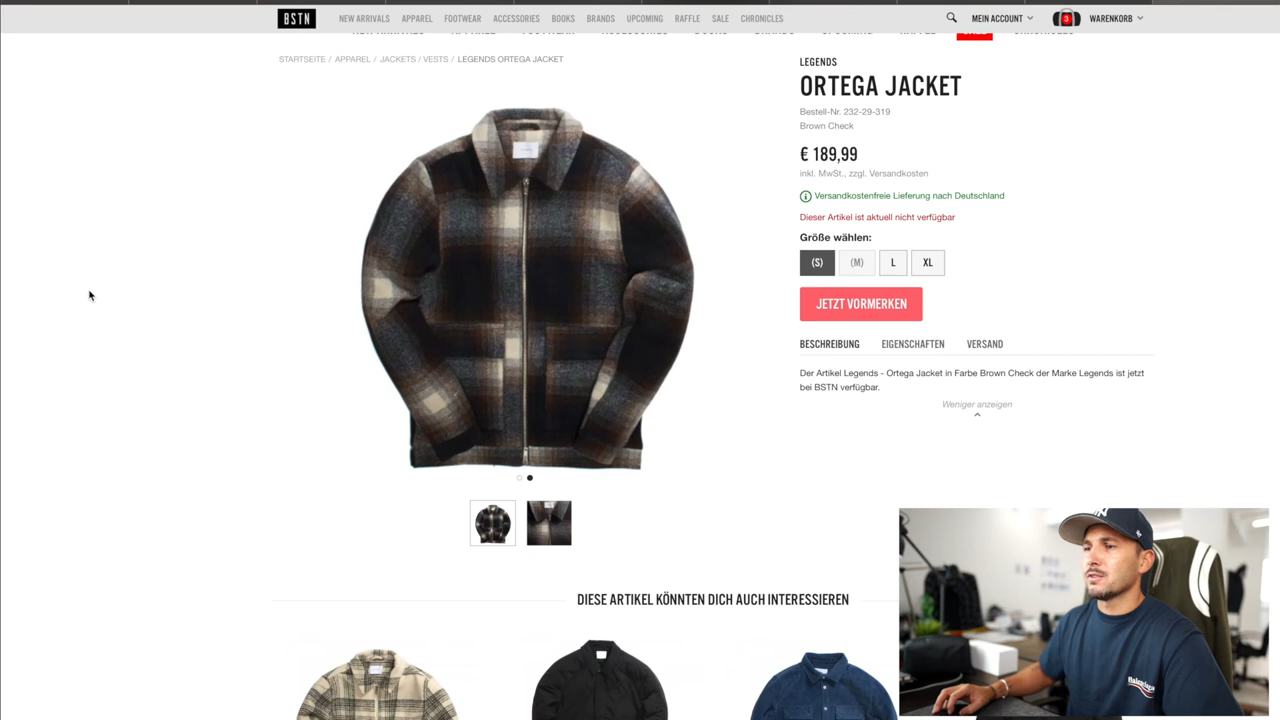 BSTN
NEW ARRIVALS APPAREL FOOTWEAR ACCESSORIES BOOKS BRANDS UPCOMING RAFFLE SALE CHRONICLES
MEIN ACCOUNT
3
WARENKORB
STARTSEITE / APPAREL / JACKETS / VESTS / LEGENDS ORTEGA JACKET
LEGENDS
ORTEGA JACKET
Bestell-Nr. 232-29-319
Brown Check
€ 189,99
inkl. MwSt., zzgl. Versandkosten
Versandkostenfreie Lieferung nach Deutschland
Dieser Artikel ist aktuell nicht verfügbar
Größe wählen:
(S) (M) L XL
JETZT VORMERKEN
BESCHREIBUNG EIGENSCHAFTEN VERSAND
Der Artikel Legends - Ortega Jacket in Farbe Brown Check der Marke Legends ist jetzt
bei BSTN verfügbar.
Weniger anzeigen
DIESE ARTIKEL KÖNNTEN DICH AUCH INTERESSIEREN